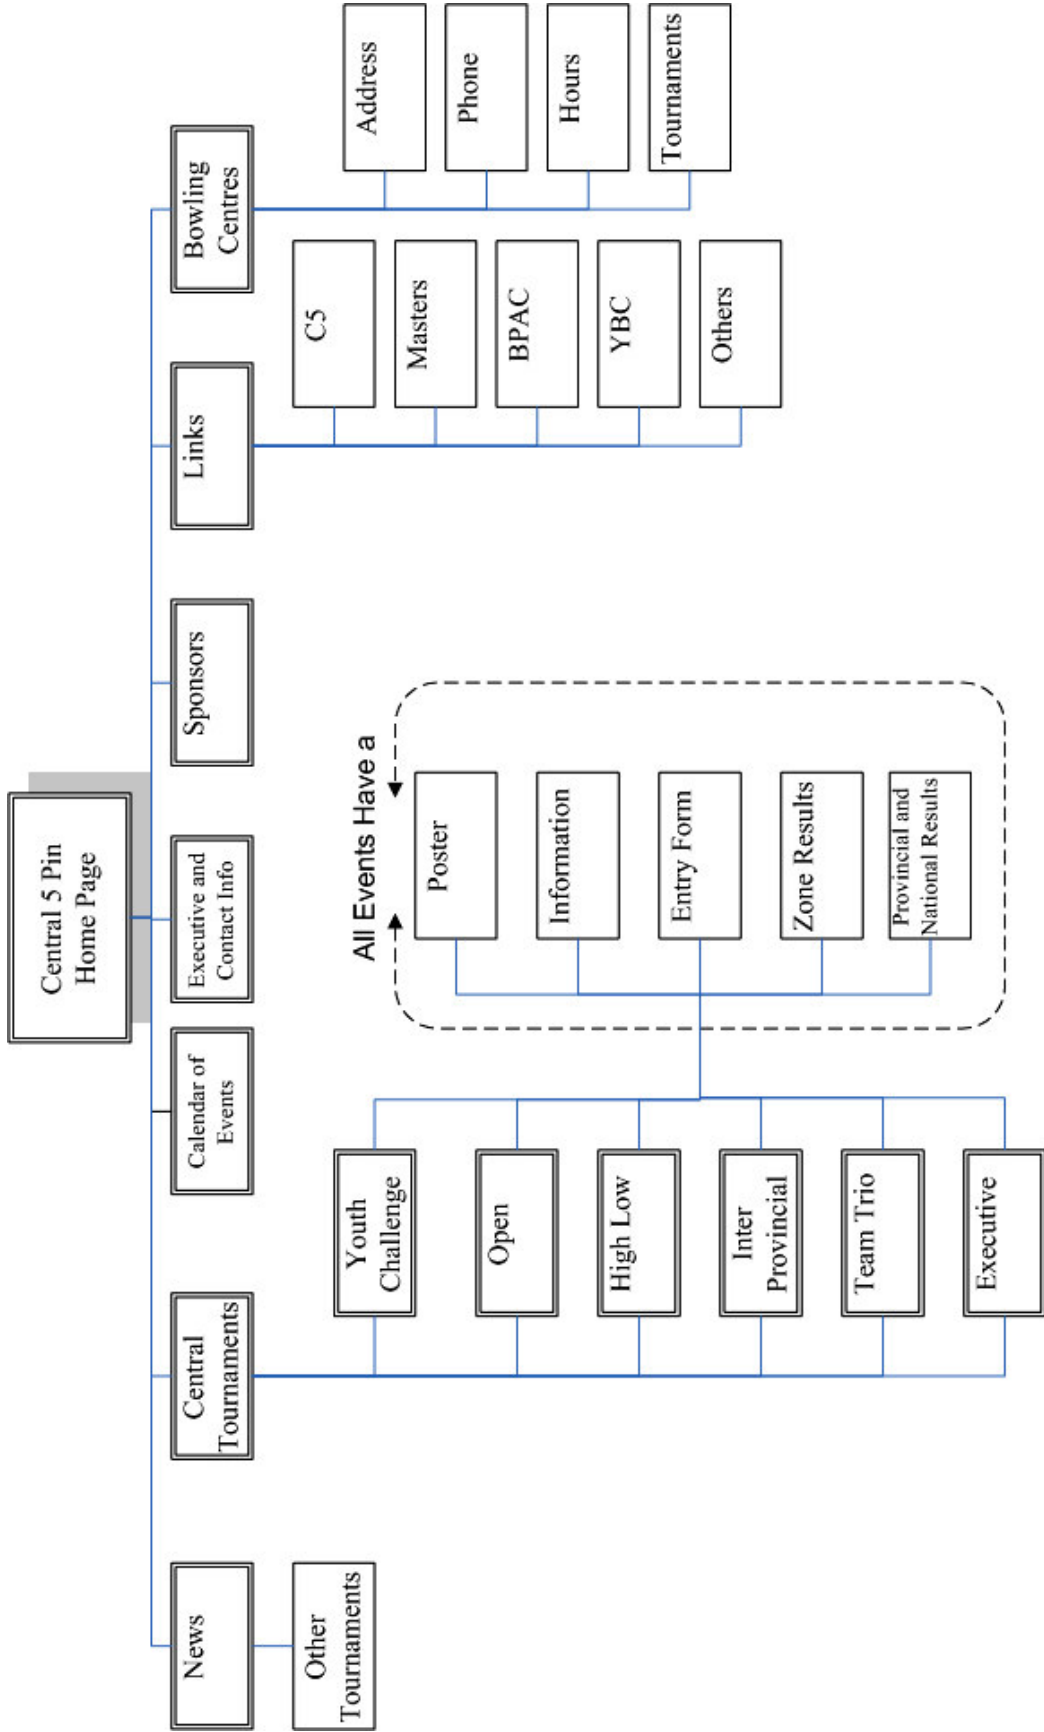 Central 5 Pin
Home Page
News
Central
Tournaments
Calendar of
Events
Executive and
Contact Info
Sponsors
Links
Bowling
Centres
Other
Tournaments
Youth
Challenge
Open
High Low
Inter
Provincial
Team Trio
Executive
All Events Have a
Poster
Information
Entry Form
Zone Results
Provincial and
National Results
C5
Masters
BPAC
YBC
Others
Address
Phone
Hours
Tournaments